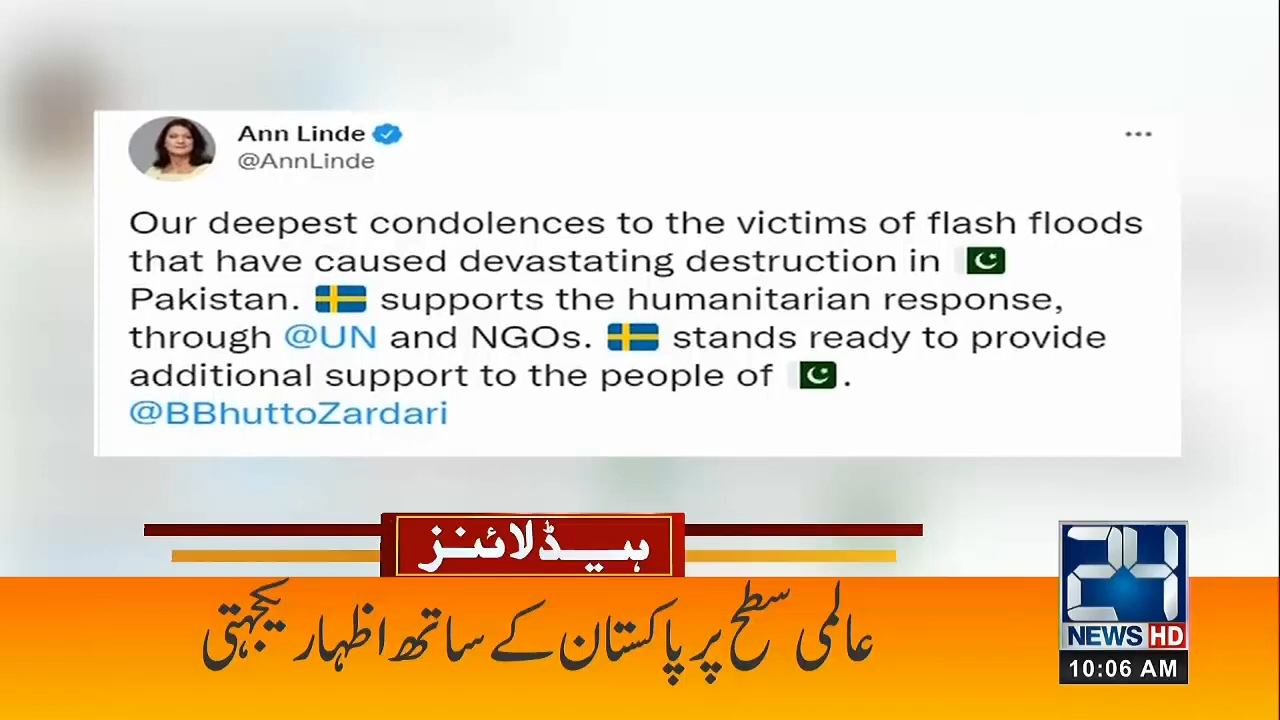 Ann Linde
@AnnLinde
Our deepest condolences to the victims of flash floods
that have caused devastating destruction in 🇵🇰
Pakistan. 🇸🇪 supports the humanitarian response,
through @UN and NGOs. 🇸🇪 stands ready to provide
additional support to the people of 🇵🇰.
@BBhuttoZardari
ہیڈلائنز
عالمی سطح پر پاکستان کے ساتھ اظہار یکجہتی
24
NEWS HD
10:06 AM